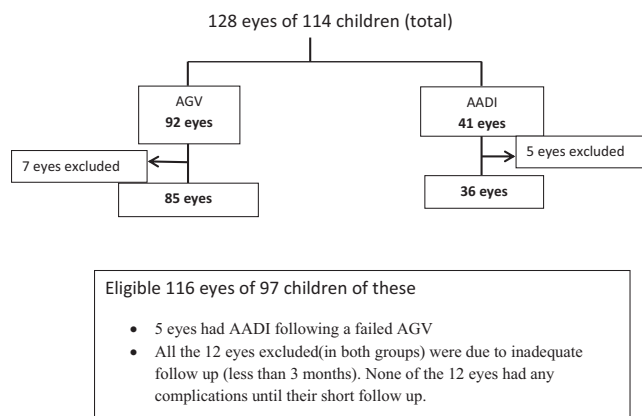 128 eyes of 114 children (total)
AGV
92 eyes
AADI
41 eyes
7 eyes excluded
5 eyes excluded
85 eyes
36 eyes
Eligible 116 eyes of 97 children of these
• 5 eyes had AADI following a failed AGV
• All the 12 eyes excluded(in both groups) were due to inadequate
follow up (less than 3 months). None of the 12 eyes had any
complications until their short follow up.